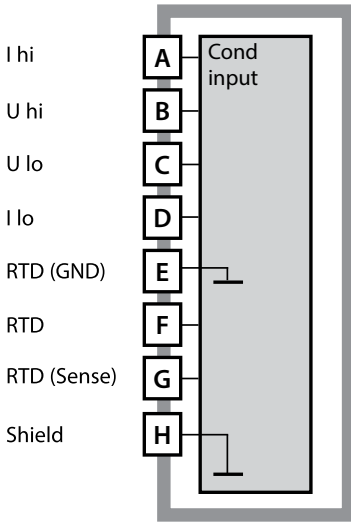 I hi A Cond
input
U hi B
U lo C
I lo D
RTD (GND) E
RTD F
RTD (Sense) G
Shield H